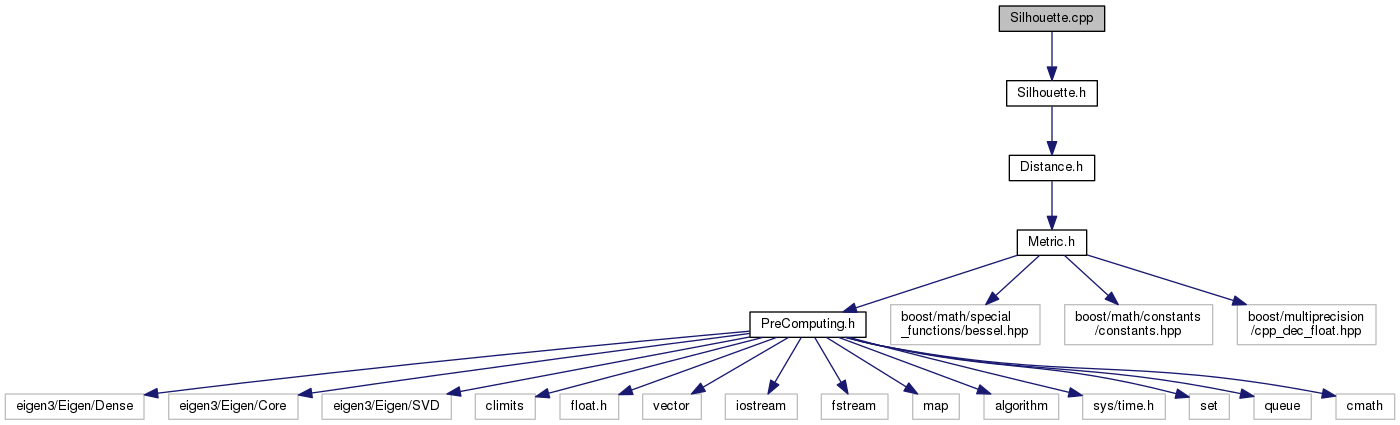 Silhouette.cpp
Silhouette.h
Distance.h
Metric.h
PreComputing.h
boost/math/special
_functions/bessel.hpp
boost/math/constants
/constants.hpp
boost/multiprecision
/cpp_dec_float.hpp
eigen3/Eigen/Dense
eigen3/Eigen/Core
eigen3/Eigen/SVD
climits
float.h
vector
iostream
fstream
map
algorithm
sys/time.h
set
queue
cmath